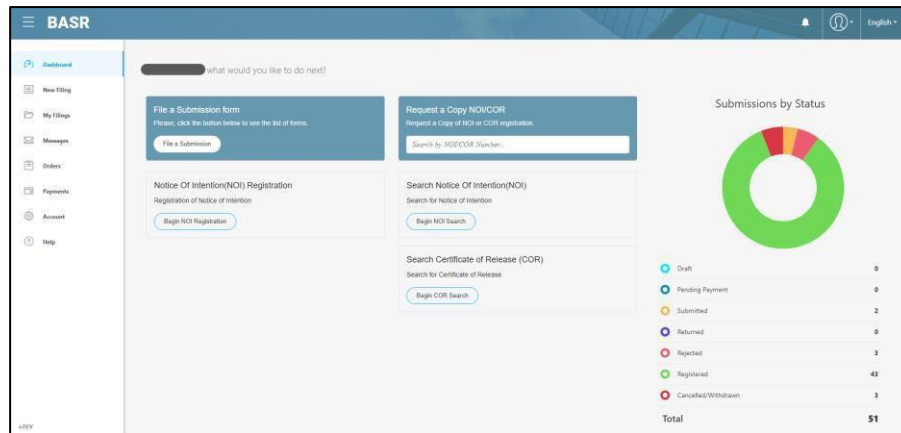 BASR
English
Dashboard
New Filing
My Filings
Messages
Orders
Payments
Account
Help
what would you like to do next?
File a Submission form
Please, click the button below to see the list of forms.
File a Submission
Request a Copy NOI/COR
Request a Copy of NOI or COR registration.
Search by NOI/COR Number..
Notice Of Intention(NOI) Registration
Registration of Notice of Intention
Begin NOI Registration
Search Notice Of Intention(NOI)
Search for Notice of Intention
Begin NOI Search
Search Certificate of Release (COR)
Search for Certificate of Release
Begin COR Search
Submissions by Status
Draft 0
Pending Payment 0
Submitted 2
Returned 0
Rejected 3
Registered 43
Cancelled/Withdrawn 3
Total 51